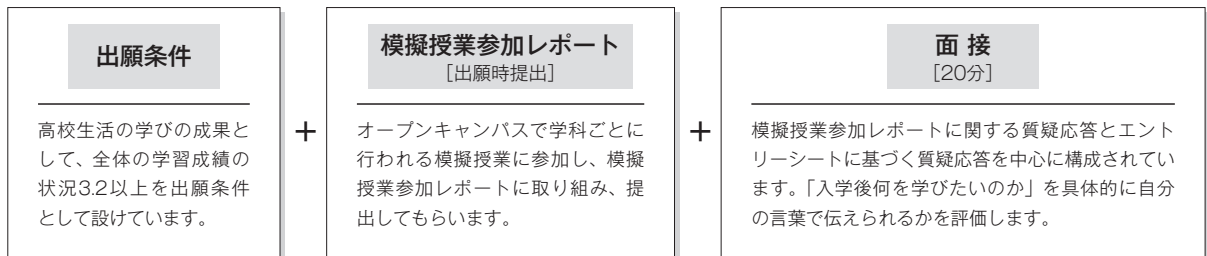 出願条件
高校生活の学びの成果と
して、全体の学習成績の
状況3.2以上を出願条件
として設けています。
+
模擬授業参加レポート
[出願時提出]
オープンキャンパスで学科ごとに
行われる模擬授業に参加し、模擬
授業参加レポートに取り組み、提
出してもらいます。
+
面 接
[20分]
模擬授業参加レポートに関する質疑応答とエント
リーシートに基づく質疑応答を中心に構成されてい
ます。「入学後何を学びたいのか」を具体的に自分
の言葉で伝えられるかを評価します。